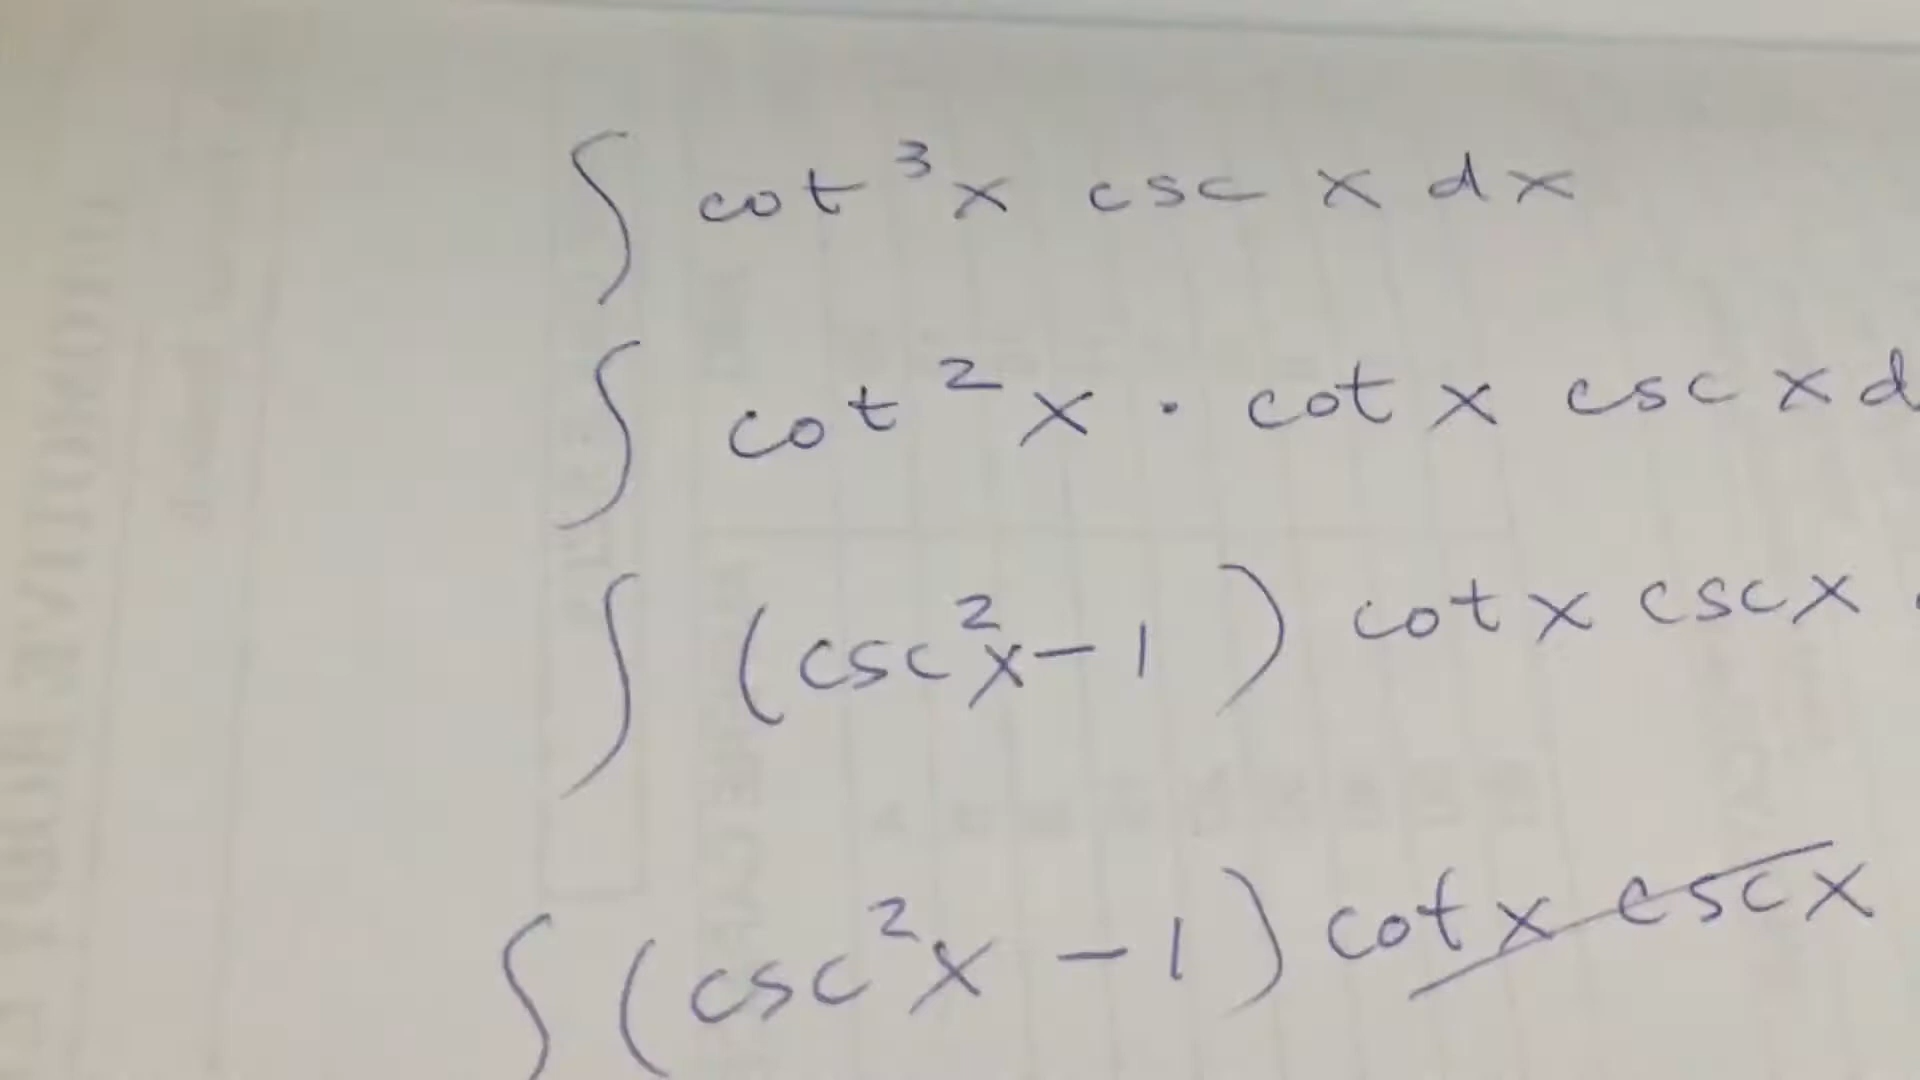 ∫ cot³x csc x dx
∫ cot²x · cot x csc x d
∫ (csc²x-1) cot x csc x
∫ (csc²x - 1) cot x csc x